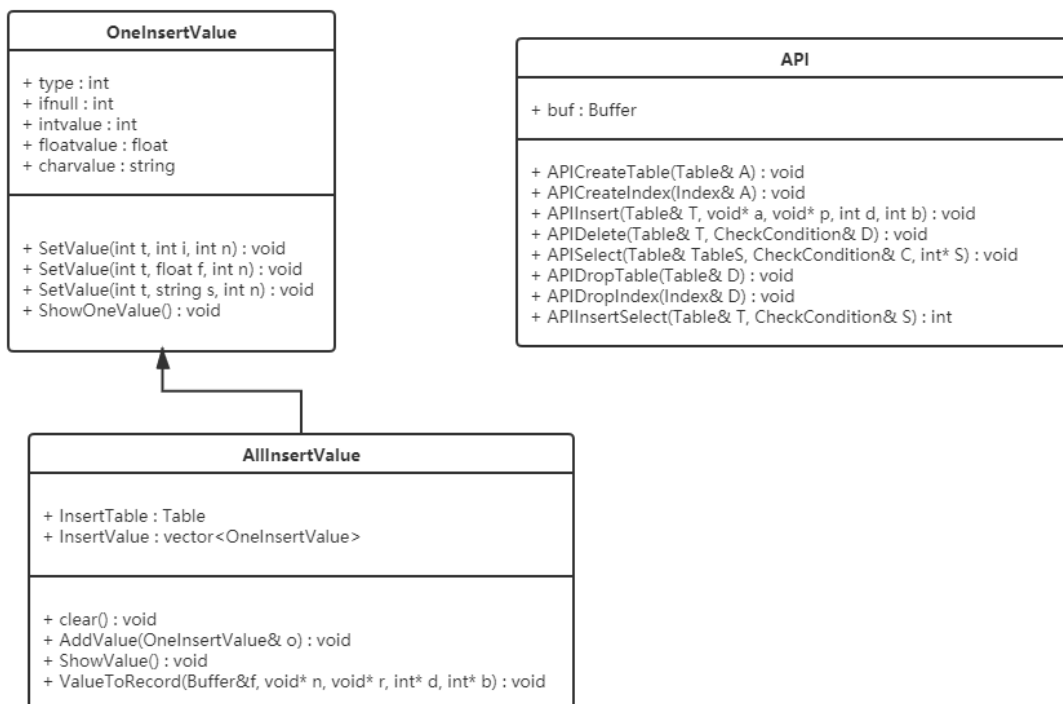 OneInsertValue
+ type : int
+ ifnull : int
+ intvalue : int
+ floatvalue : float
+ charvalue : string
+ SetValue(int t, int i, int n) : void
+ SetValue(int t, float f, int n) : void
+ SetValue(int t, string s, int n) : void
+ ShowOneValue() : void
API
+ buf : Buffer
+ APICreateTable(Table& A) : void
+ APICreateIndex(Index& A) : void
+ APIInsert(Table& T, void* a, void* p, int d, int b) : void
+ APIDelete(Table& T, CheckCondition& D) : void
+ APISelect(Table& TableS, CheckCondition& C, int* S) : void
+ APIDropTable(Table& D) : void
+ APIDropIndex(Index& D) : void
+ APIInsertSelect(Table& T, CheckCondition& S) : int
AllInsertValue
+ InsertTable : Table
+ InsertValue : vector<OneInsertValue>
+ clear() : void
+ AddValue(OneInsertValue& o) : void
+ ShowValue() : void
+ ValueToRecord(Buffer&f, void* n, void* r, int* d, int* b) : void